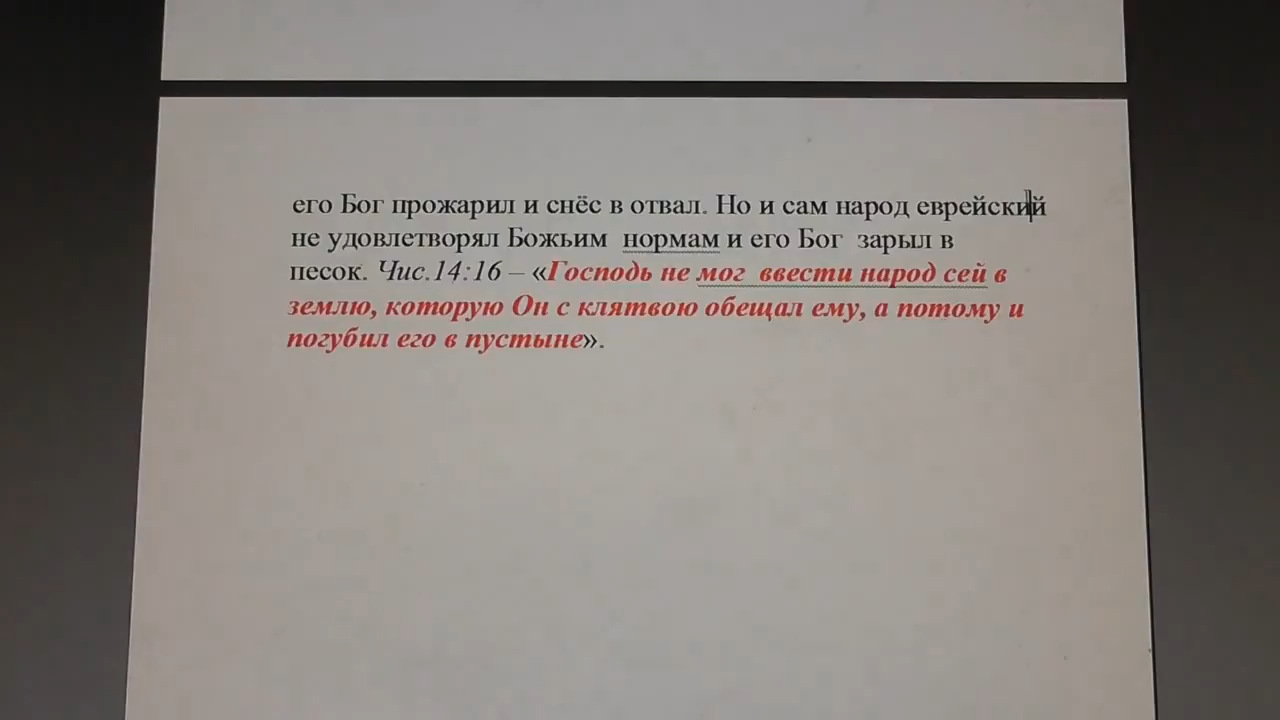 его Бог прожарил и снёс в отвал. Но и сам народ еврейский
не удовлетворял Божьим нормам и его Бог зарыл в
песок. Чис.14:16 – «Господь не мог ввести народ сей в
землю, которую Он с клятвою обещал ему, а потому и
погубил его в пустыне».